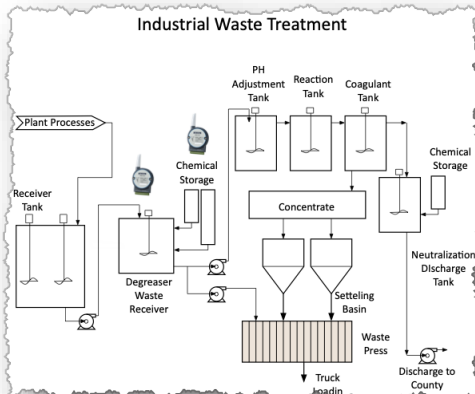 Industrial Waste Treatment
PH
Adjustment
Tank
Reaction
Tank
Coagulant
Tank
Plant Processes
Chemical
Storage
Chemical
Storage
Receiver
Tank
Concentrate
Degreaser
Waste
Receiver
Neutralization
DIscharge
Tank
Setteling
Basin
Waste
Press
Truck
Loadin
Discharge to
County